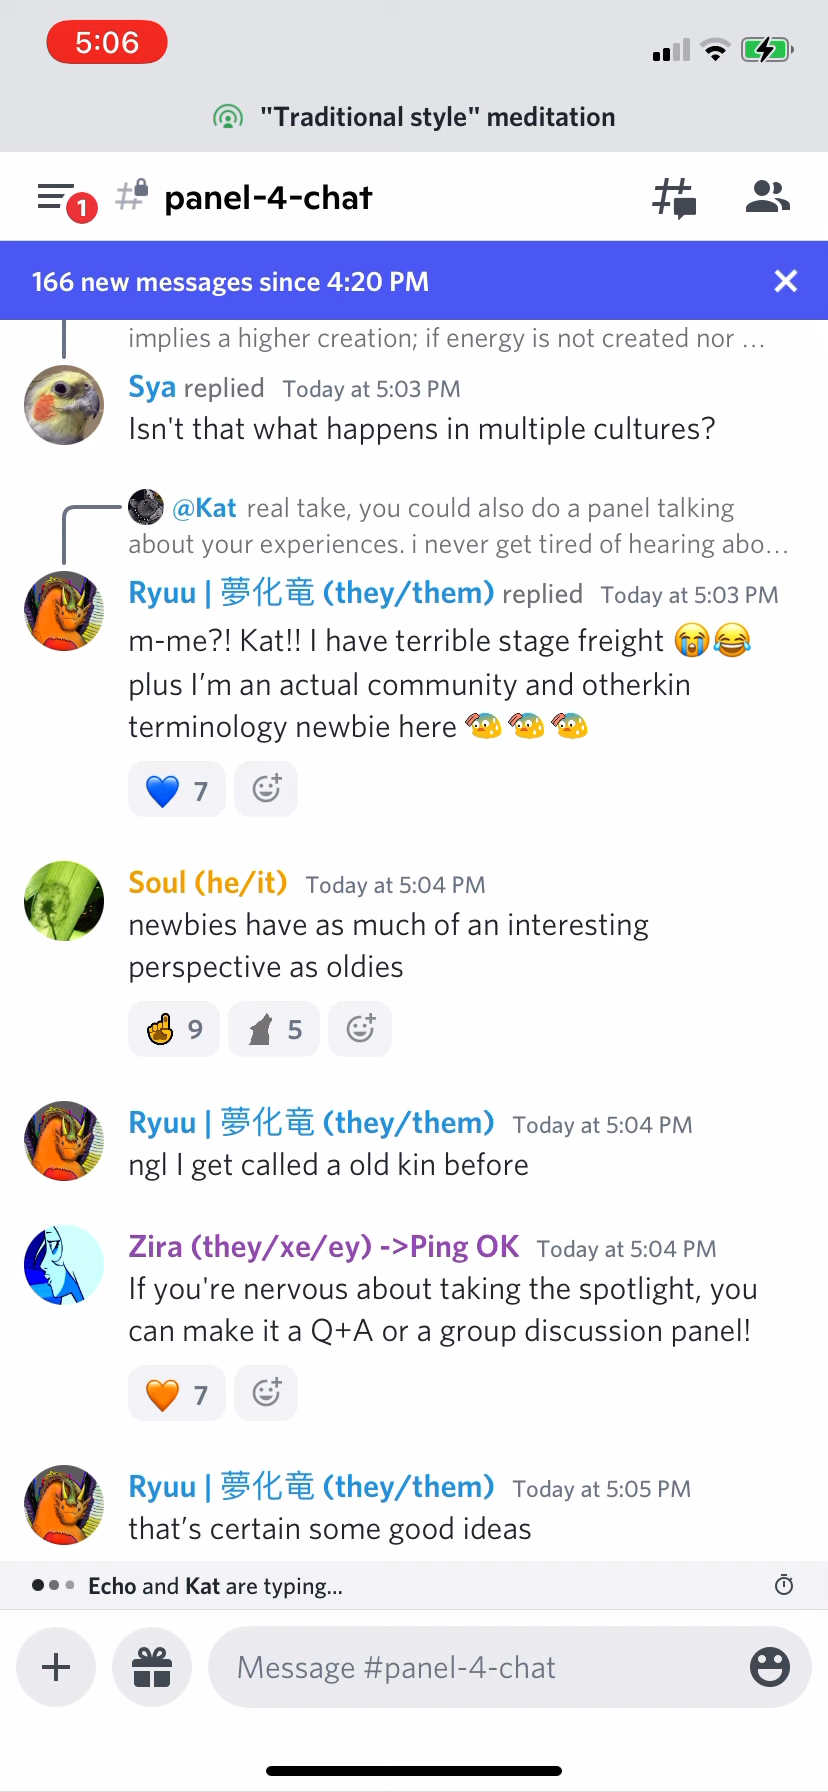 5:06
"Traditional style" meditation
1
panel-4-chat
166 new messages since 4:20 PM
implies a higher creation; if energy is not created nor …
Sya replied Today at 5:03 PM
Isn't that what happens in multiple cultures?
@Kat real take, you could also do a panel talking
about your experiences. i never get tired of hearing abo…
Ryuu | 夢化竜 (they/them) replied Today at 5:03 PM
m-me?! Kat!! I have terrible stage freight 😭😂
plus I’m an actual community and otherkin
terminology newbie here
💙 7
Soul (he/it) Today at 5:04 PM
newbies have as much of an interesting
perspective as oldies
9 5
Ryuu | 夢化竜 (they/them) Today at 5:04 PM
ngl I get called a old kin before
Zira (they/xe/ey) ->Ping OK Today at 5:04 PM
If you're nervous about taking the spotlight, you
can make it a Q+A or a group discussion panel!
🧡 7
Ryuu | 夢化竜 (they/them) Today at 5:05 PM
that’s certain some good ideas
Echo and Kat are typing...
Message #panel-4-chat